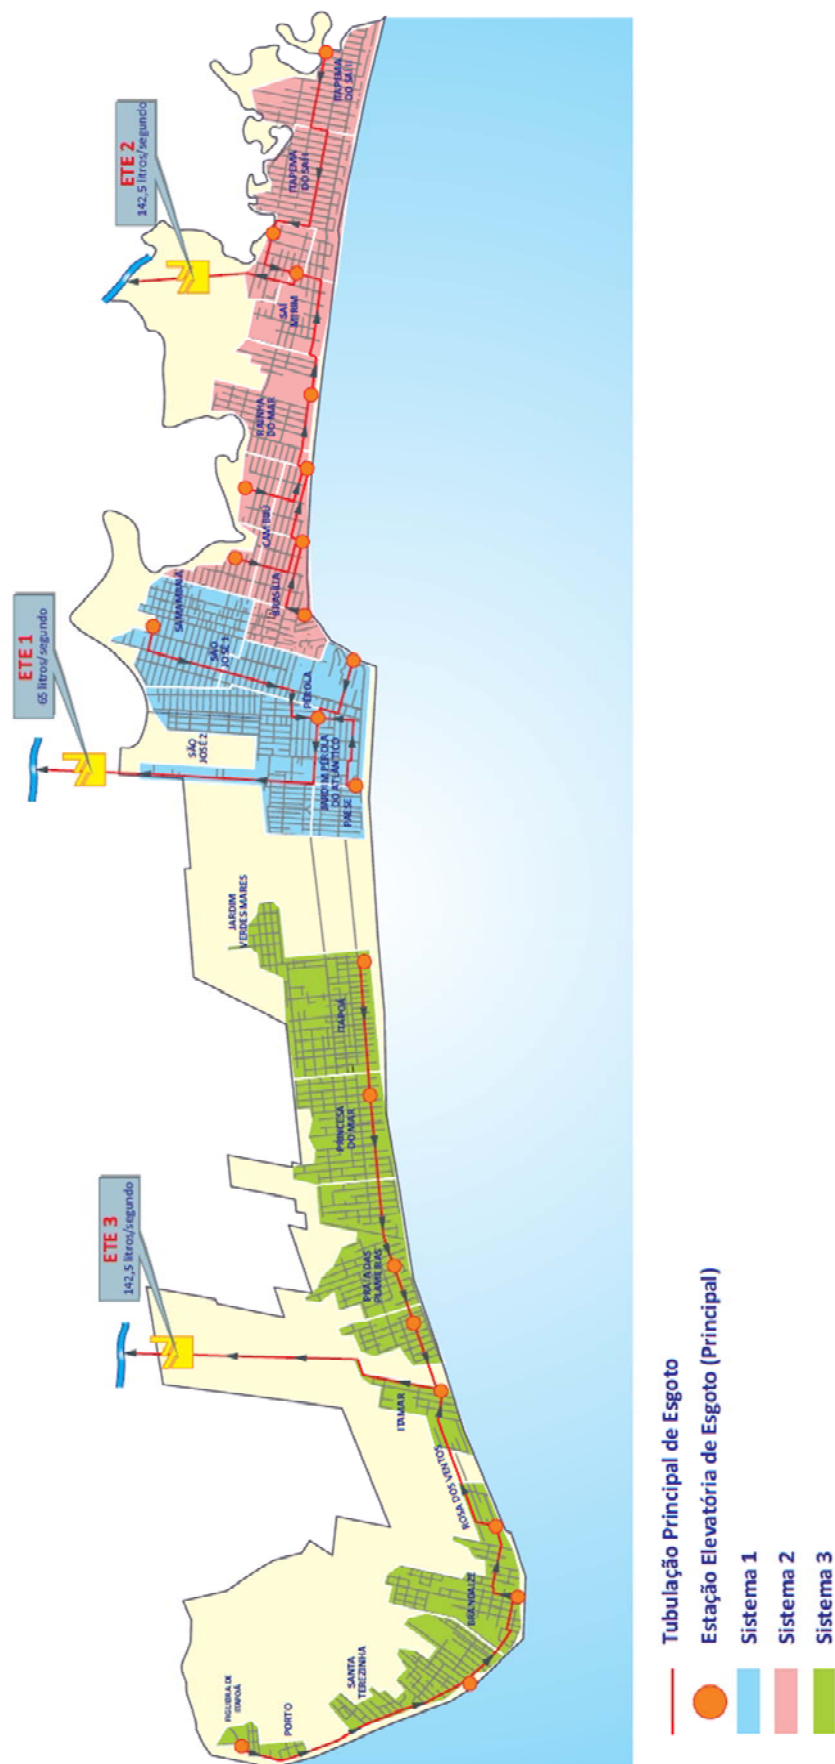 ETE 2
142,5 litros/segundo
ETE 1
65 litros/segundo
ETE 3
142,5 litros/segundo
ITAPEMA
DO SAÍ II
ITAPEMA
DO SAÍ I
SAÍ
MIRIM
RAINHA
DO MAR
CAMBIJÚ
BRASÍLIA
SAMAMBAIA
SÃO
JOSÉ 1
PÉROLA
SÃO
JOSÉ 2
JARDIM PÉROLA
DO ATLÂNTICO
PAESE
JARDIM
VERDES MARES
ITAPOÁ
PRINCESA
DO MAR
PRAIA DAS
PLAMEIRAS
ITAMAR
ROSA DOS VENTOS
BRANDALZE
SANTA
TEREZINHA
PORTO
FIGUEIRA DE
ITAPOÁ
Tubulação Principal de Esgoto
Estação Elevatória de Esgoto (Principal)
Sistema 1
Sistema 2
Sistema 3